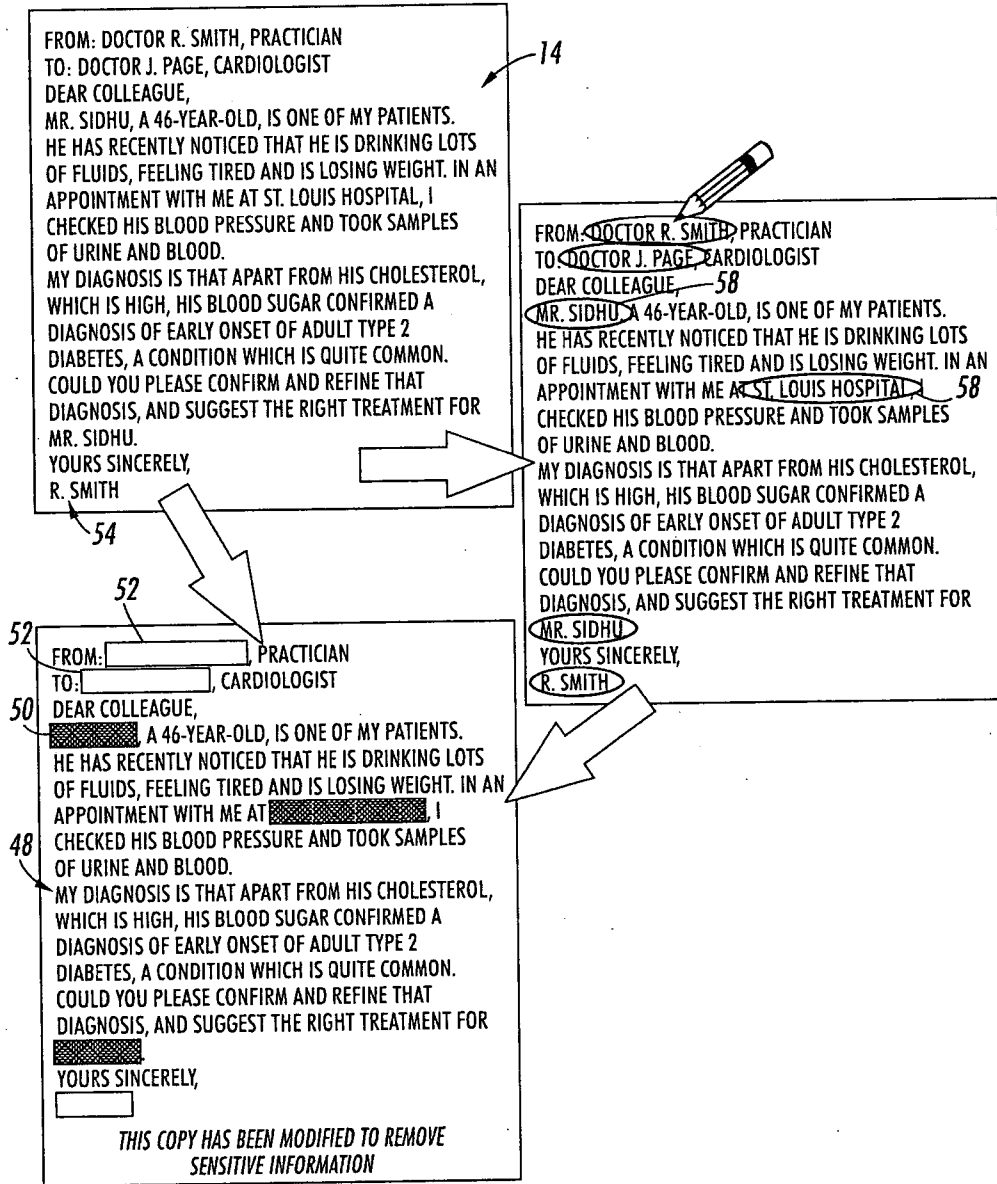 FROM: DOCTOR R. SMITH, PRACTICIAN
TO: DOCTOR J. PAGE, CARDIOLOGIST
DEAR COLLEAGUE,
MR. SIDHU, A 46-YEAR-OLD, IS ONE OF MY PATIENTS.
HE HAS RECENTLY NOTICED THAT HE IS DRINKING LOTS
OF FLUIDS, FEELING TIRED AND IS LOSING WEIGHT. IN AN
APPOINTMENT WITH ME AT ST. LOUIS HOSPITAL, I
CHECKED HIS BLOOD PRESSURE AND TOOK SAMPLES
OF URINE AND BLOOD.
MY DIAGNOSIS IS THAT APART FROM HIS CHOLESTEROL,
WHICH IS HIGH, HIS BLOOD SUGAR CONFIRMED A
DIAGNOSIS OF EARLY ONSET OF ADULT TYPE 2
DIABETES, A CONDITION WHICH IS QUITE COMMON.
COULD YOU PLEASE CONFIRM AND REFINE THAT
DIAGNOSIS, AND SUGGEST THE RIGHT TREATMENT FOR
MR. SIDHU.
YOURS SINCERELY,
R. SMITH
14
54
FROM: DOCTOR R. SMITH, PRACTICIAN
TO: DOCTOR J. PAGE, CARDIOLOGIST
DEAR COLLEAGUE,
58
MR. SIDHU, A 46-YEAR-OLD, IS ONE OF MY PATIENTS.
HE HAS RECENTLY NOTICED THAT HE IS DRINKING LOTS
OF FLUIDS, FEELING TIRED AND IS LOSING WEIGHT. IN AN
APPOINTMENT WITH ME AT ST. LOUIS HOSPITAL, I
58
CHECKED HIS BLOOD PRESSURE AND TOOK SAMPLES
OF URINE AND BLOOD.
MY DIAGNOSIS IS THAT APART FROM HIS CHOLESTEROL,
WHICH IS HIGH, HIS BLOOD SUGAR CONFIRMED A
DIAGNOSIS OF EARLY ONSET OF ADULT TYPE 2
DIABETES, A CONDITION WHICH IS QUITE COMMON.
COULD YOU PLEASE CONFIRM AND REFINE THAT
DIAGNOSIS, AND SUGGEST THE RIGHT TREATMENT FOR
MR. SIDHU
YOURS SINCERELY,
R. SMITH
52
52
50
48
FROM: , PRACTICIAN
TO: , CARDIOLOGIST
DEAR COLLEAGUE,
, A 46-YEAR-OLD, IS ONE OF MY PATIENTS.
HE HAS RECENTLY NOTICED THAT HE IS DRINKING LOTS
OF FLUIDS, FEELING TIRED AND IS LOSING WEIGHT. IN AN
APPOINTMENT WITH ME AT , I
CHECKED HIS BLOOD PRESSURE AND TOOK SAMPLES
OF URINE AND BLOOD.
MY DIAGNOSIS IS THAT APART FROM HIS CHOLESTEROL,
WHICH IS HIGH, HIS BLOOD SUGAR CONFIRMED A
DIAGNOSIS OF EARLY ONSET OF ADULT TYPE 2
DIABETES, A CONDITION WHICH IS QUITE COMMON.
COULD YOU PLEASE CONFIRM AND REFINE THAT
DIAGNOSIS, AND SUGGEST THE RIGHT TREATMENT FOR
.
YOURS SINCERELY,
THIS COPY HAS BEEN MODIFIED TO REMOVE
SENSITIVE INFORMATION